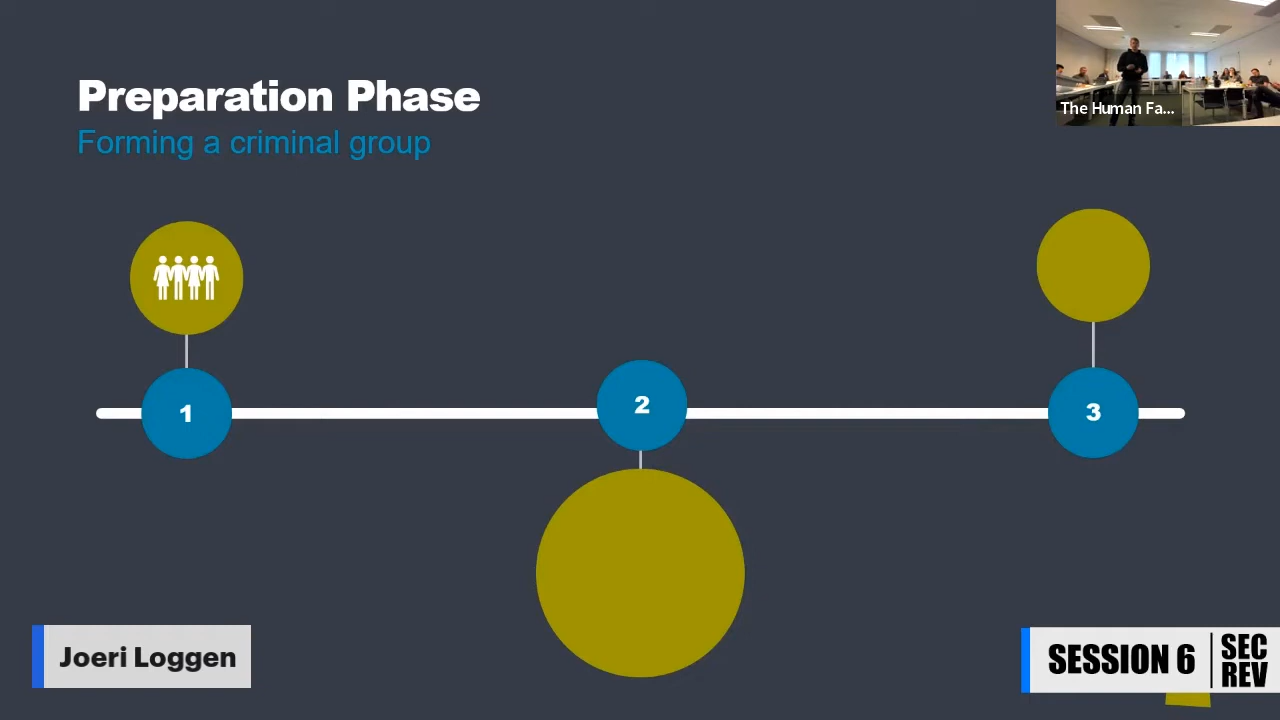 Preparation Phase
Forming a criminal group
The Human Fa...
1
2
3
Joeri Loggen
SESSION 6
SEC
REV